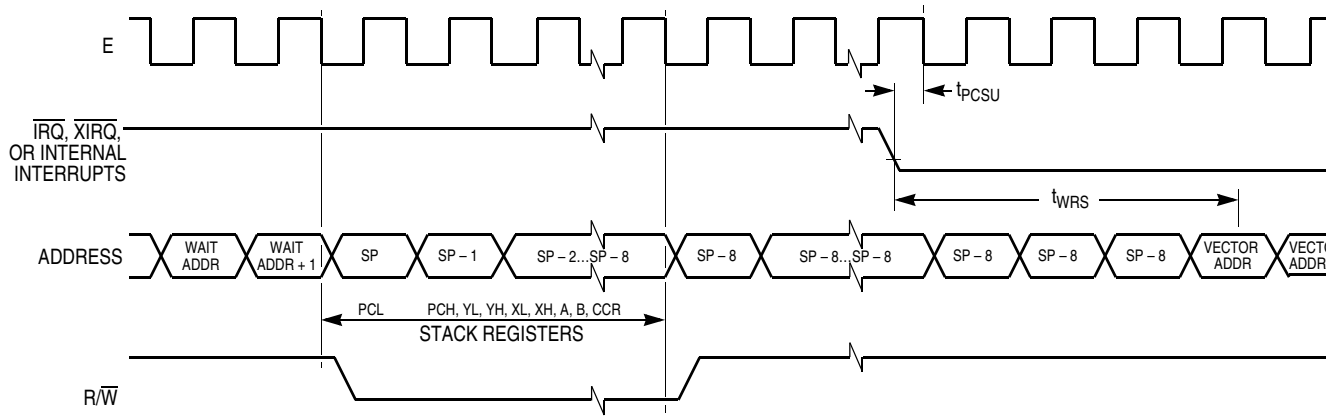 E
tPCSU
IRQ, XIRQ,
OR INTERNAL
INTERRUPTS
tWRS
ADDRESS
WAIT
ADDR
WAIT
ADDR + 1
SP
SP – 1
SP – 2...SP – 8
SP – 8
SP – 8...SP – 8
SP – 8
SP – 8
SP – 8
VECTOR
ADDR
VECTO
ADDR
PCL
PCH, YL, YH, XL, XH, A, B, CCR
STACK REGISTERS
R/W